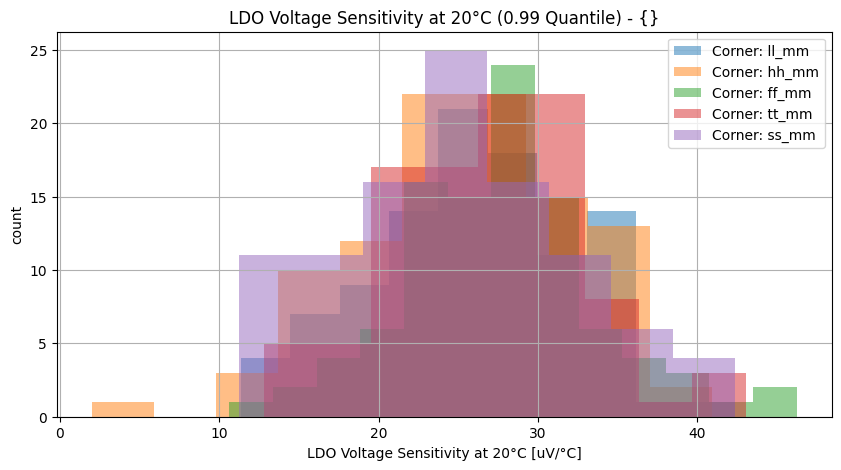 LDO Voltage Sensitivity at 20°C (0.99 Quantile) - {}
Corner: ll_mm
Corner: hh_mm
Corner: ff_mm
Corner: tt_mm
Corner: ss_mm
count
25
20
15
10
5
0
0 10 20 30 40
LDO Voltage Sensitivity at 20°C [uV/°C]